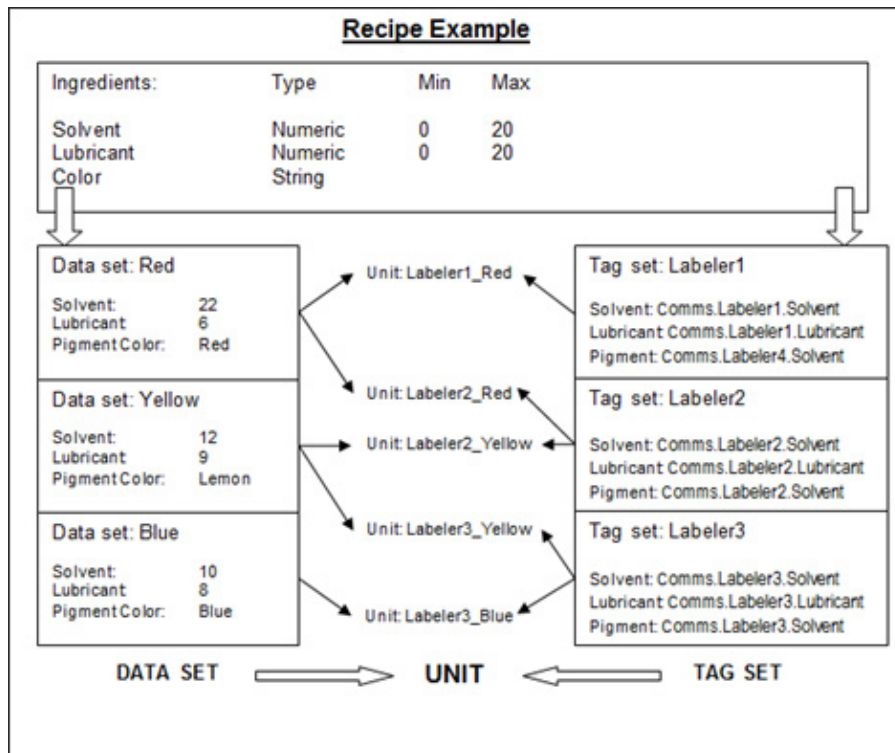 Recipe Example
Ingredients: Type Min Max
Solvent Numeric 0 20
Lubricant Numeric 0 20
Color String
Data set: Red
Solvent: 22
Lubricant 6
Pigment Color: Red
Data set: Yellow
Solvent: 12
Lubricant 9
Pigment Color: Lemon
Data set: Blue
Solvent: 10
Lubricant 8
Pigment Color: Blue
Unit: Labeler1_Red
Unit: Labeler2_Red
Unit: Labeler2_Yellow
Unit: Labeler3_Yellow
Unit: Labeler3_Blue
Tag set: Labeler1
Solvent: Comms.Labeler1.Solvent
Lubricant: Comms.Labeler1.Lubricant
Pigment: Comms.Labeler4.Solvent
Tag set: Labeler2
Solvent: Comms.Labeler2.Solvent
Lubricant: Comms.Labeler2.Lubricant
Pigment: Comms.Labeler2.Solvent
Tag set: Labeler3
Solvent: Comms.Labeler3.Solvent
Lubricant: Comms.Labeler3.Lubricant
Pigment: Comms.Labeler3.Solvent
DATA SET UNIT TAG SET